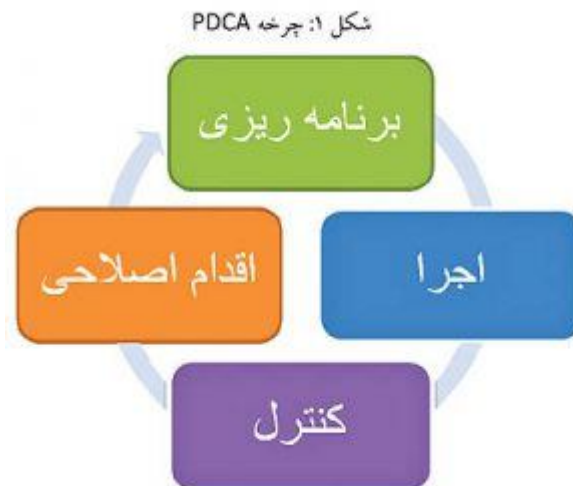 شکل ۱: چرخه PDCA
برنامه ریزی
اجرا
کنترل
اقدام اصلاحی